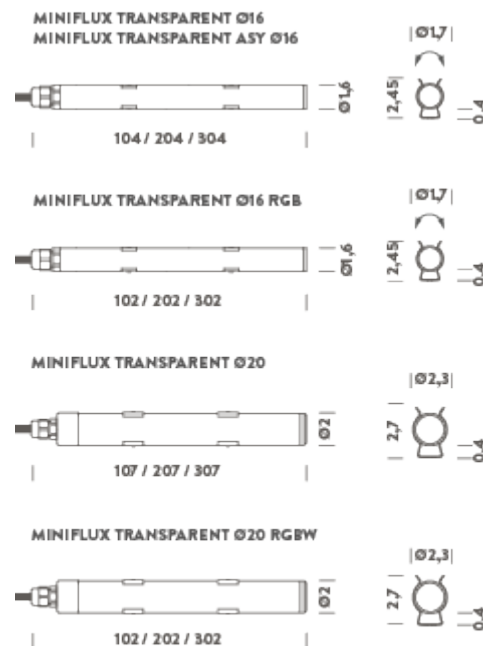 MINIFLUX TRANSPARENT Ø16
MINIFLUX TRANSPARENT ASY Ø16
Ø1,7
Ø1,6
2,45
0,4
104 / 204 / 304
MINIFLUX TRANSPARENT Ø16 RGB
Ø1,7
Ø1,6
2,45
0,4
102 / 202 / 302
MINIFLUX TRANSPARENT Ø20
Ø2,3
Ø2
2,7
0,4
107 / 207 / 307
MINIFLUX TRANSPARENT Ø20 RGBW
Ø2,3
Ø2
2,7
0,4
102 / 202 / 302